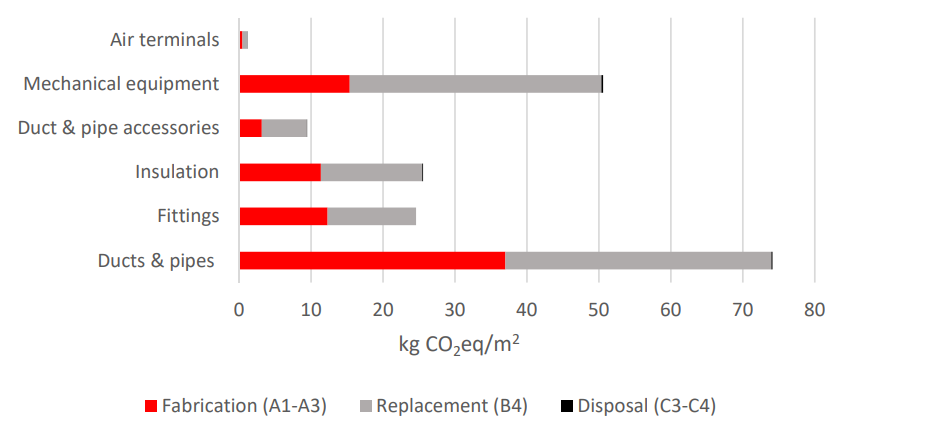 Air terminals
Mechanical equipment
Duct & pipe accessories
Insulation
Fittings
Ducts & pipes
0 10 20 30 40 50 60 70 80
kg CO₂eq/m²
Fabrication (A1-A3) Replacement (B4) Disposal (C3-C4)